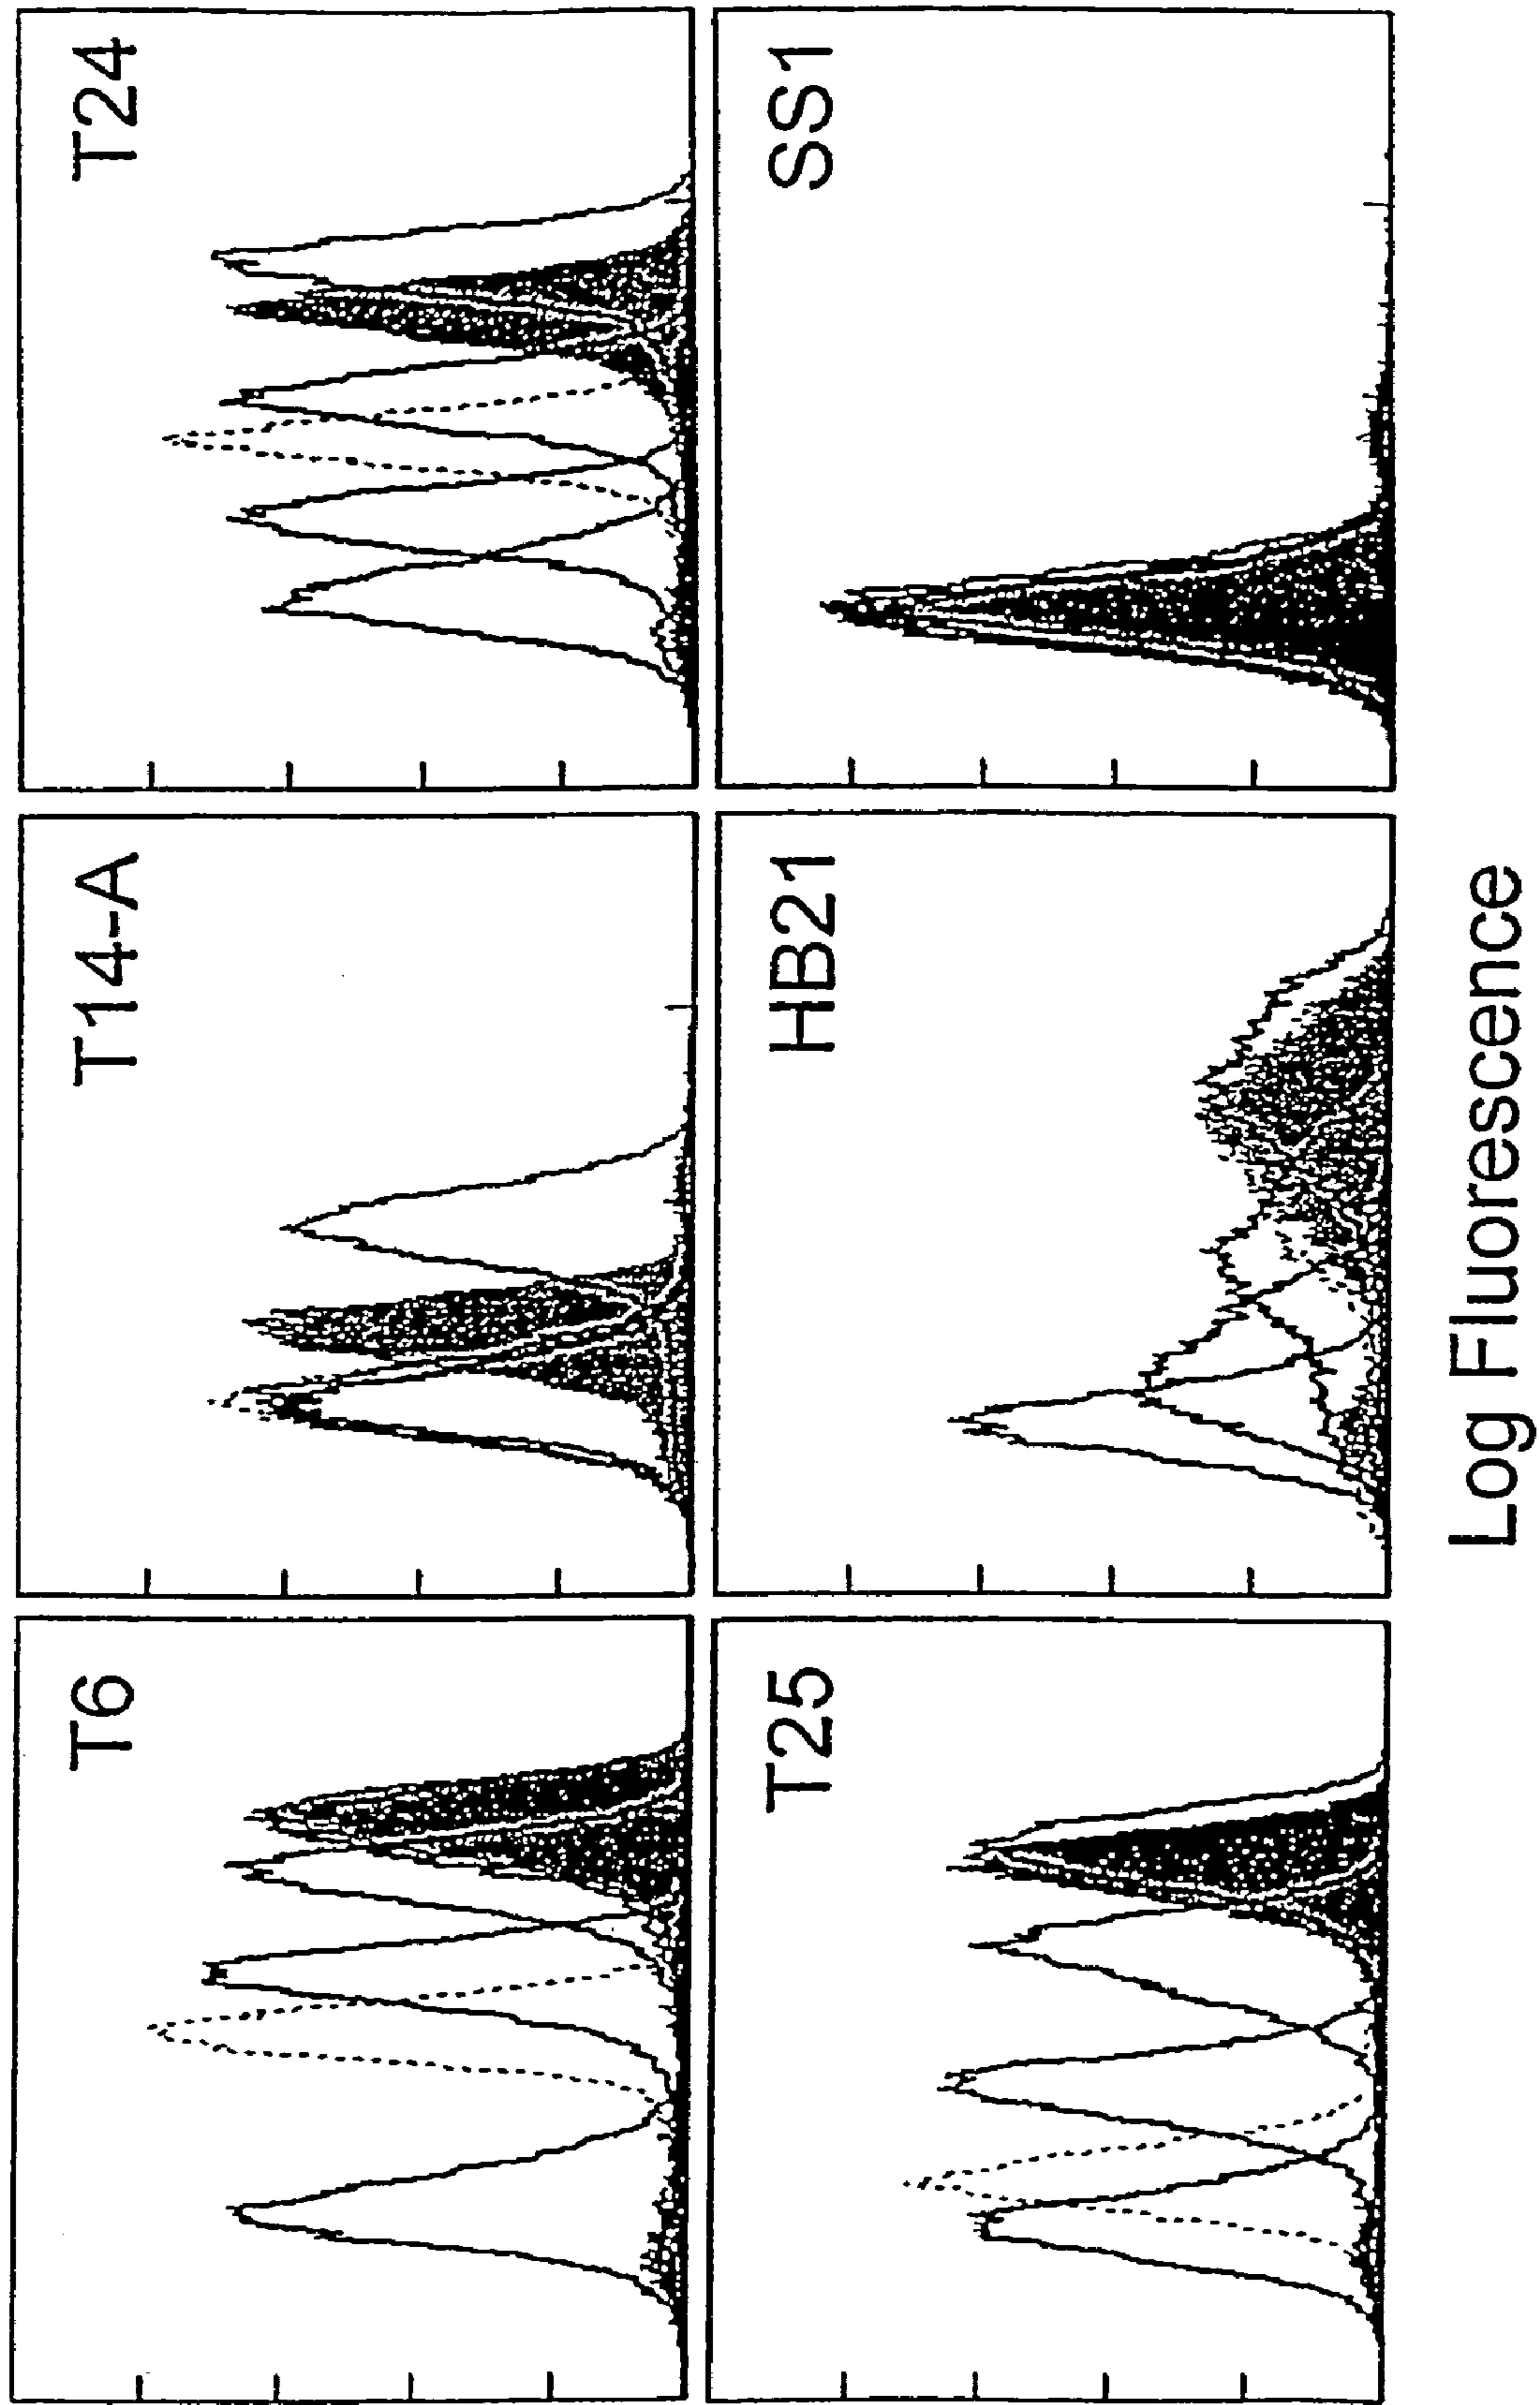 T6
T14-A
T24
T25
HB21
SS1
Log Fluorescence